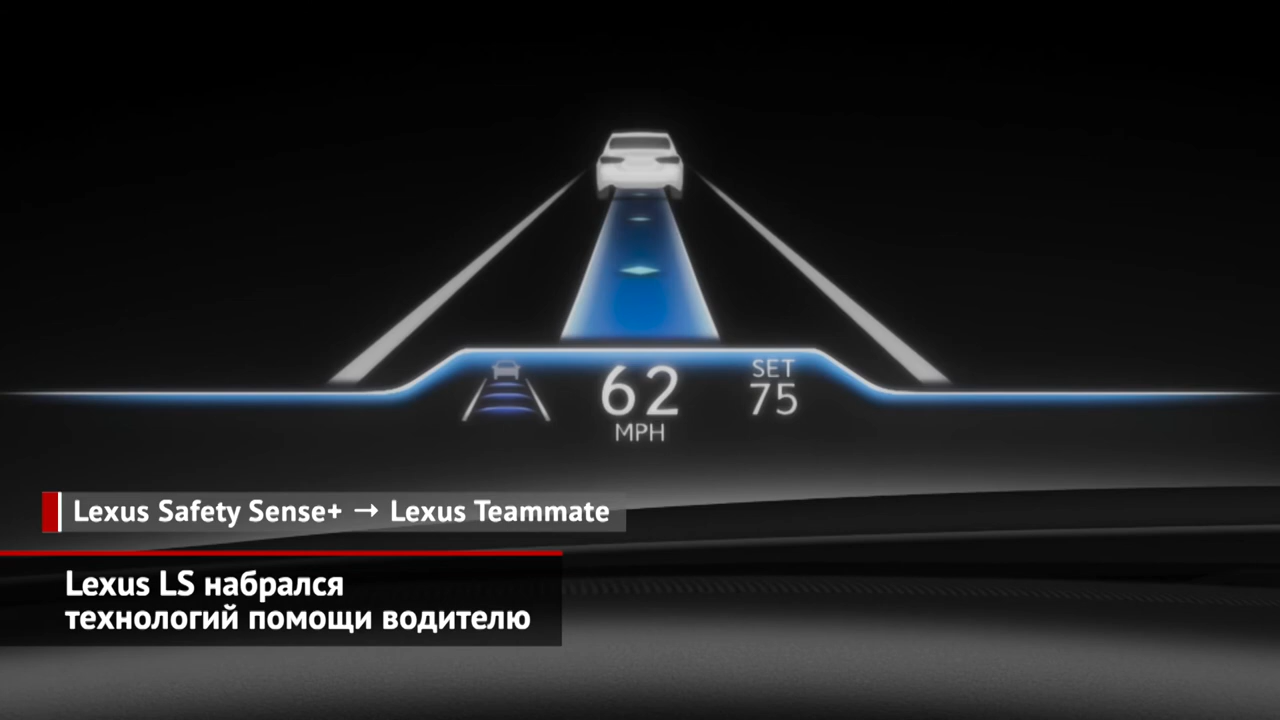 62
MPH
SET
75
Lexus Safety Sense+ → Lexus Teammate
Lexus LS набрался
технологий помощи водителю